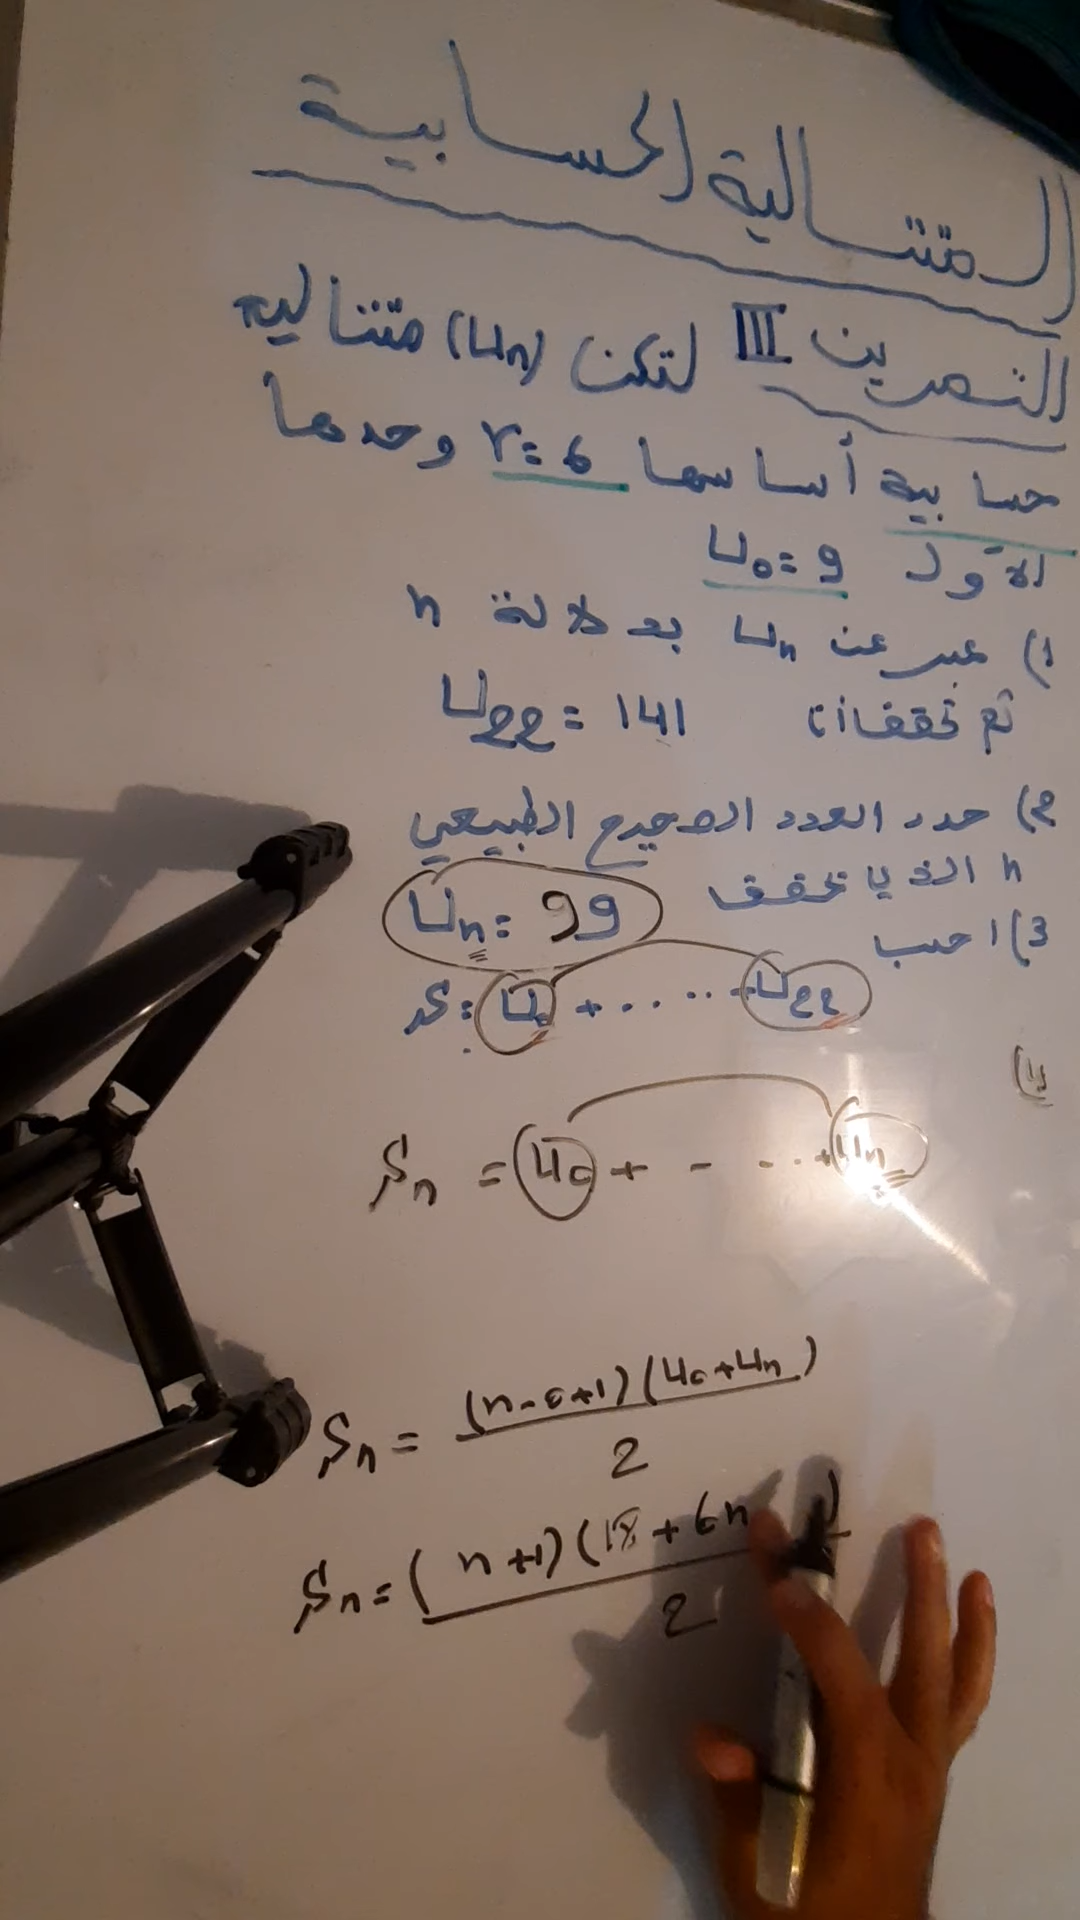 المتتالية الحسابية
التمرين III لتكن (Un) متتالية
حسابية أساسها r=6 وحدها
الأول U0=9
1) عبر عن Un بدلالة n
ثم تحقق أن U22=141
2) حدد العدد الصحيح الطبيعي
n الذي يحقق Un=99
3) احسب
S=U1+.....+U22
4)
Sn=U0+----..+Un
Sn=(n-0+1)(U0+Un)/2
Sn=(n+1)(18+6n)/2